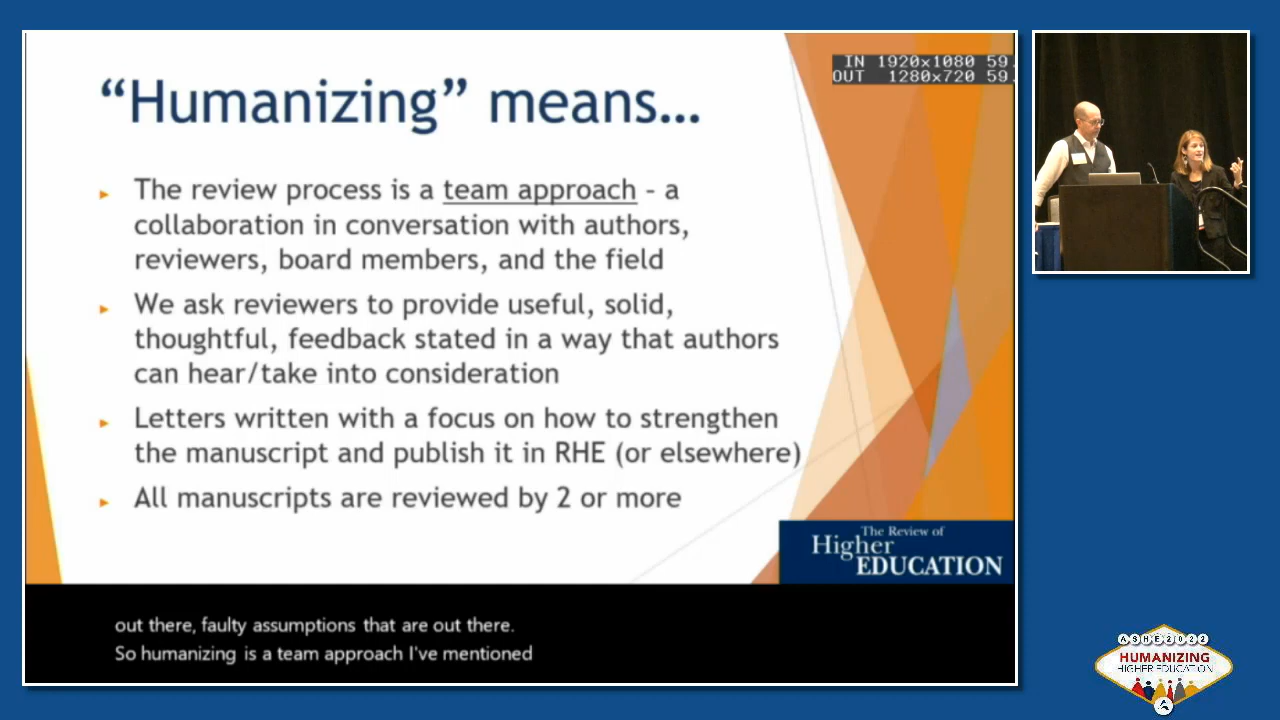 “Humanizing” means…
IN 1920x1080 59.
OUT 1280x720 59.
▸ The review process is a team approach – a
collaboration in conversation with authors,
reviewers, board members, and the field
▸ We ask reviewers to provide useful, solid,
thoughtful, feedback stated in a way that authors
can hear/take into consideration
▸ Letters written with a focus on how to strengthen
the manuscript and publish it in RHE (or elsewhere)
▸ All manuscripts are reviewed by 2 or more
The Review of
Higher
EDUCATION
out there, faulty assumptions that are out there.
So humanizing is a team approach I've mentioned
ASHE2022
HUMANIZING
HIGHER EDUCATION
A